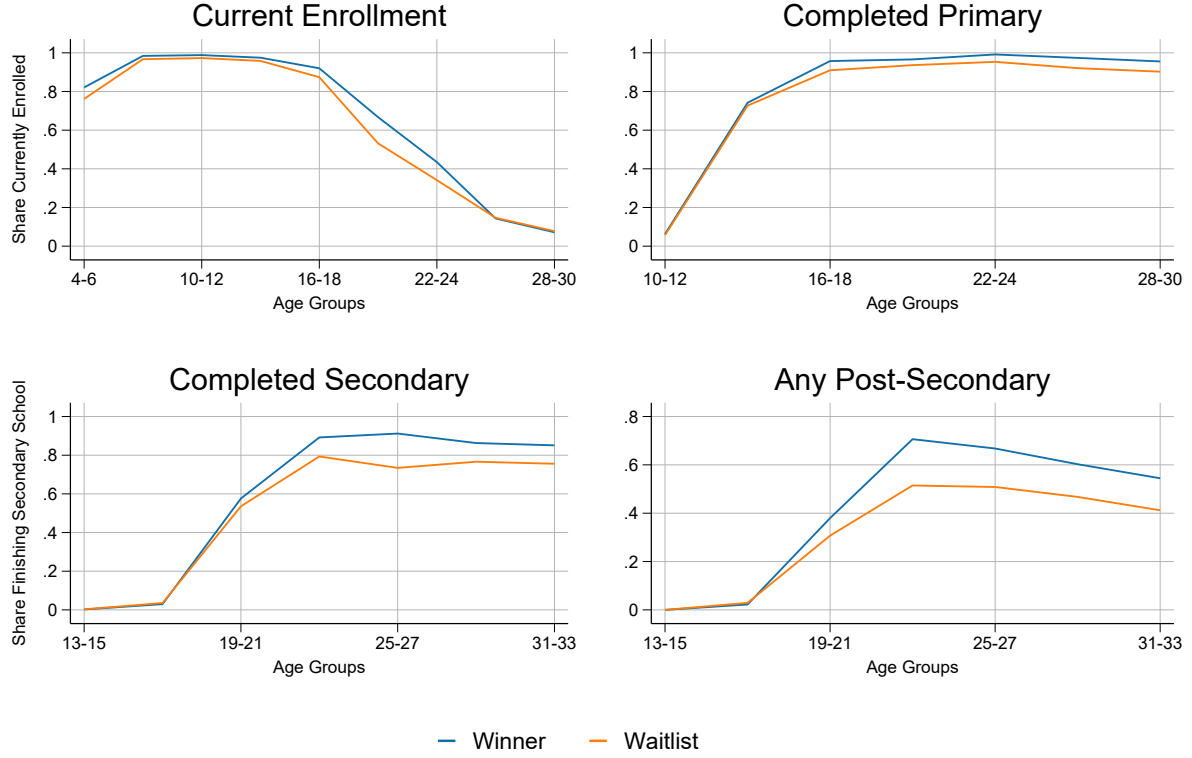 Current Enrollment
Share Currently Enrolled
1
.8
.6
.4
.2
0
4-6 10-12 16-18 22-24 28-30
Age Groups
Completed Primary
1
.8
.6
.4
.2
0
10-12 16-18 22-24 28-30
Age Groups
Completed Secondary
Share Finishing Secondary School
1
.8
.6
.4
.2
0
13-15 19-21 25-27 31-33
Age Groups
Any Post-Secondary
.8
.6
.4
.2
0
13-15 19-21 25-27 31-33
Age Groups
Winner Waitlist